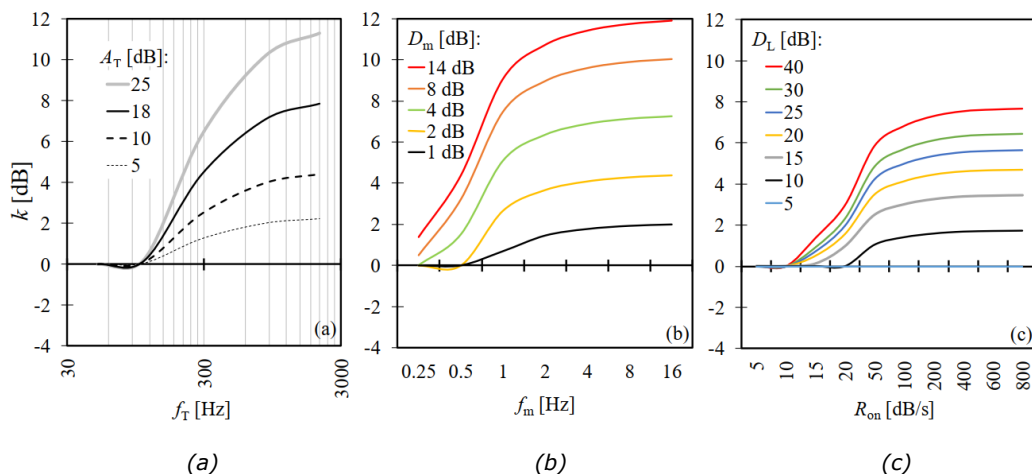 12
10
8
6
4
2
0
-2
-4
k [dB]
A_T [dB]:
25
18
10
5
(a)
30
300
3000
f_T [Hz]
(a)
12
10
8
6
4
2
0
-2
-4
D_m [dB]:
14 dB
8 dB
4 dB
2 dB
1 dB
(b)
0.25 0.5 1 2 4 8 16
f_m [Hz]
(b)
12
10
8
6
4
2
0
-2
-4
D_L [dB]:
40
30
25
20
15
10
5
(c)
5 10 15 20 50 100 200 400 600 800
R_on [dB/s]
(c)